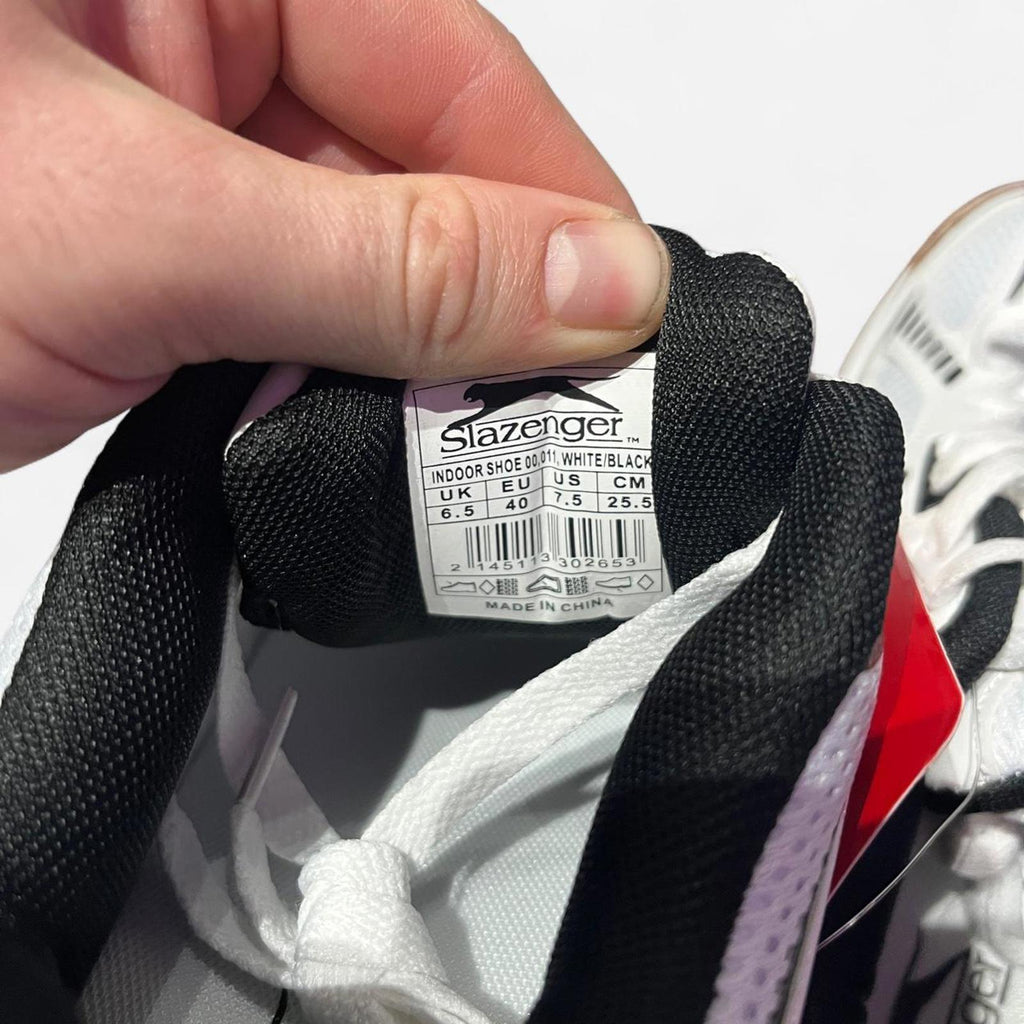 Slazenger™
INDOOR SHOE 00,011, WHITE/BLACK
UK EU US CM
6.5 40 7.5 25.5
2 145113 302653
MADE IN CHINA